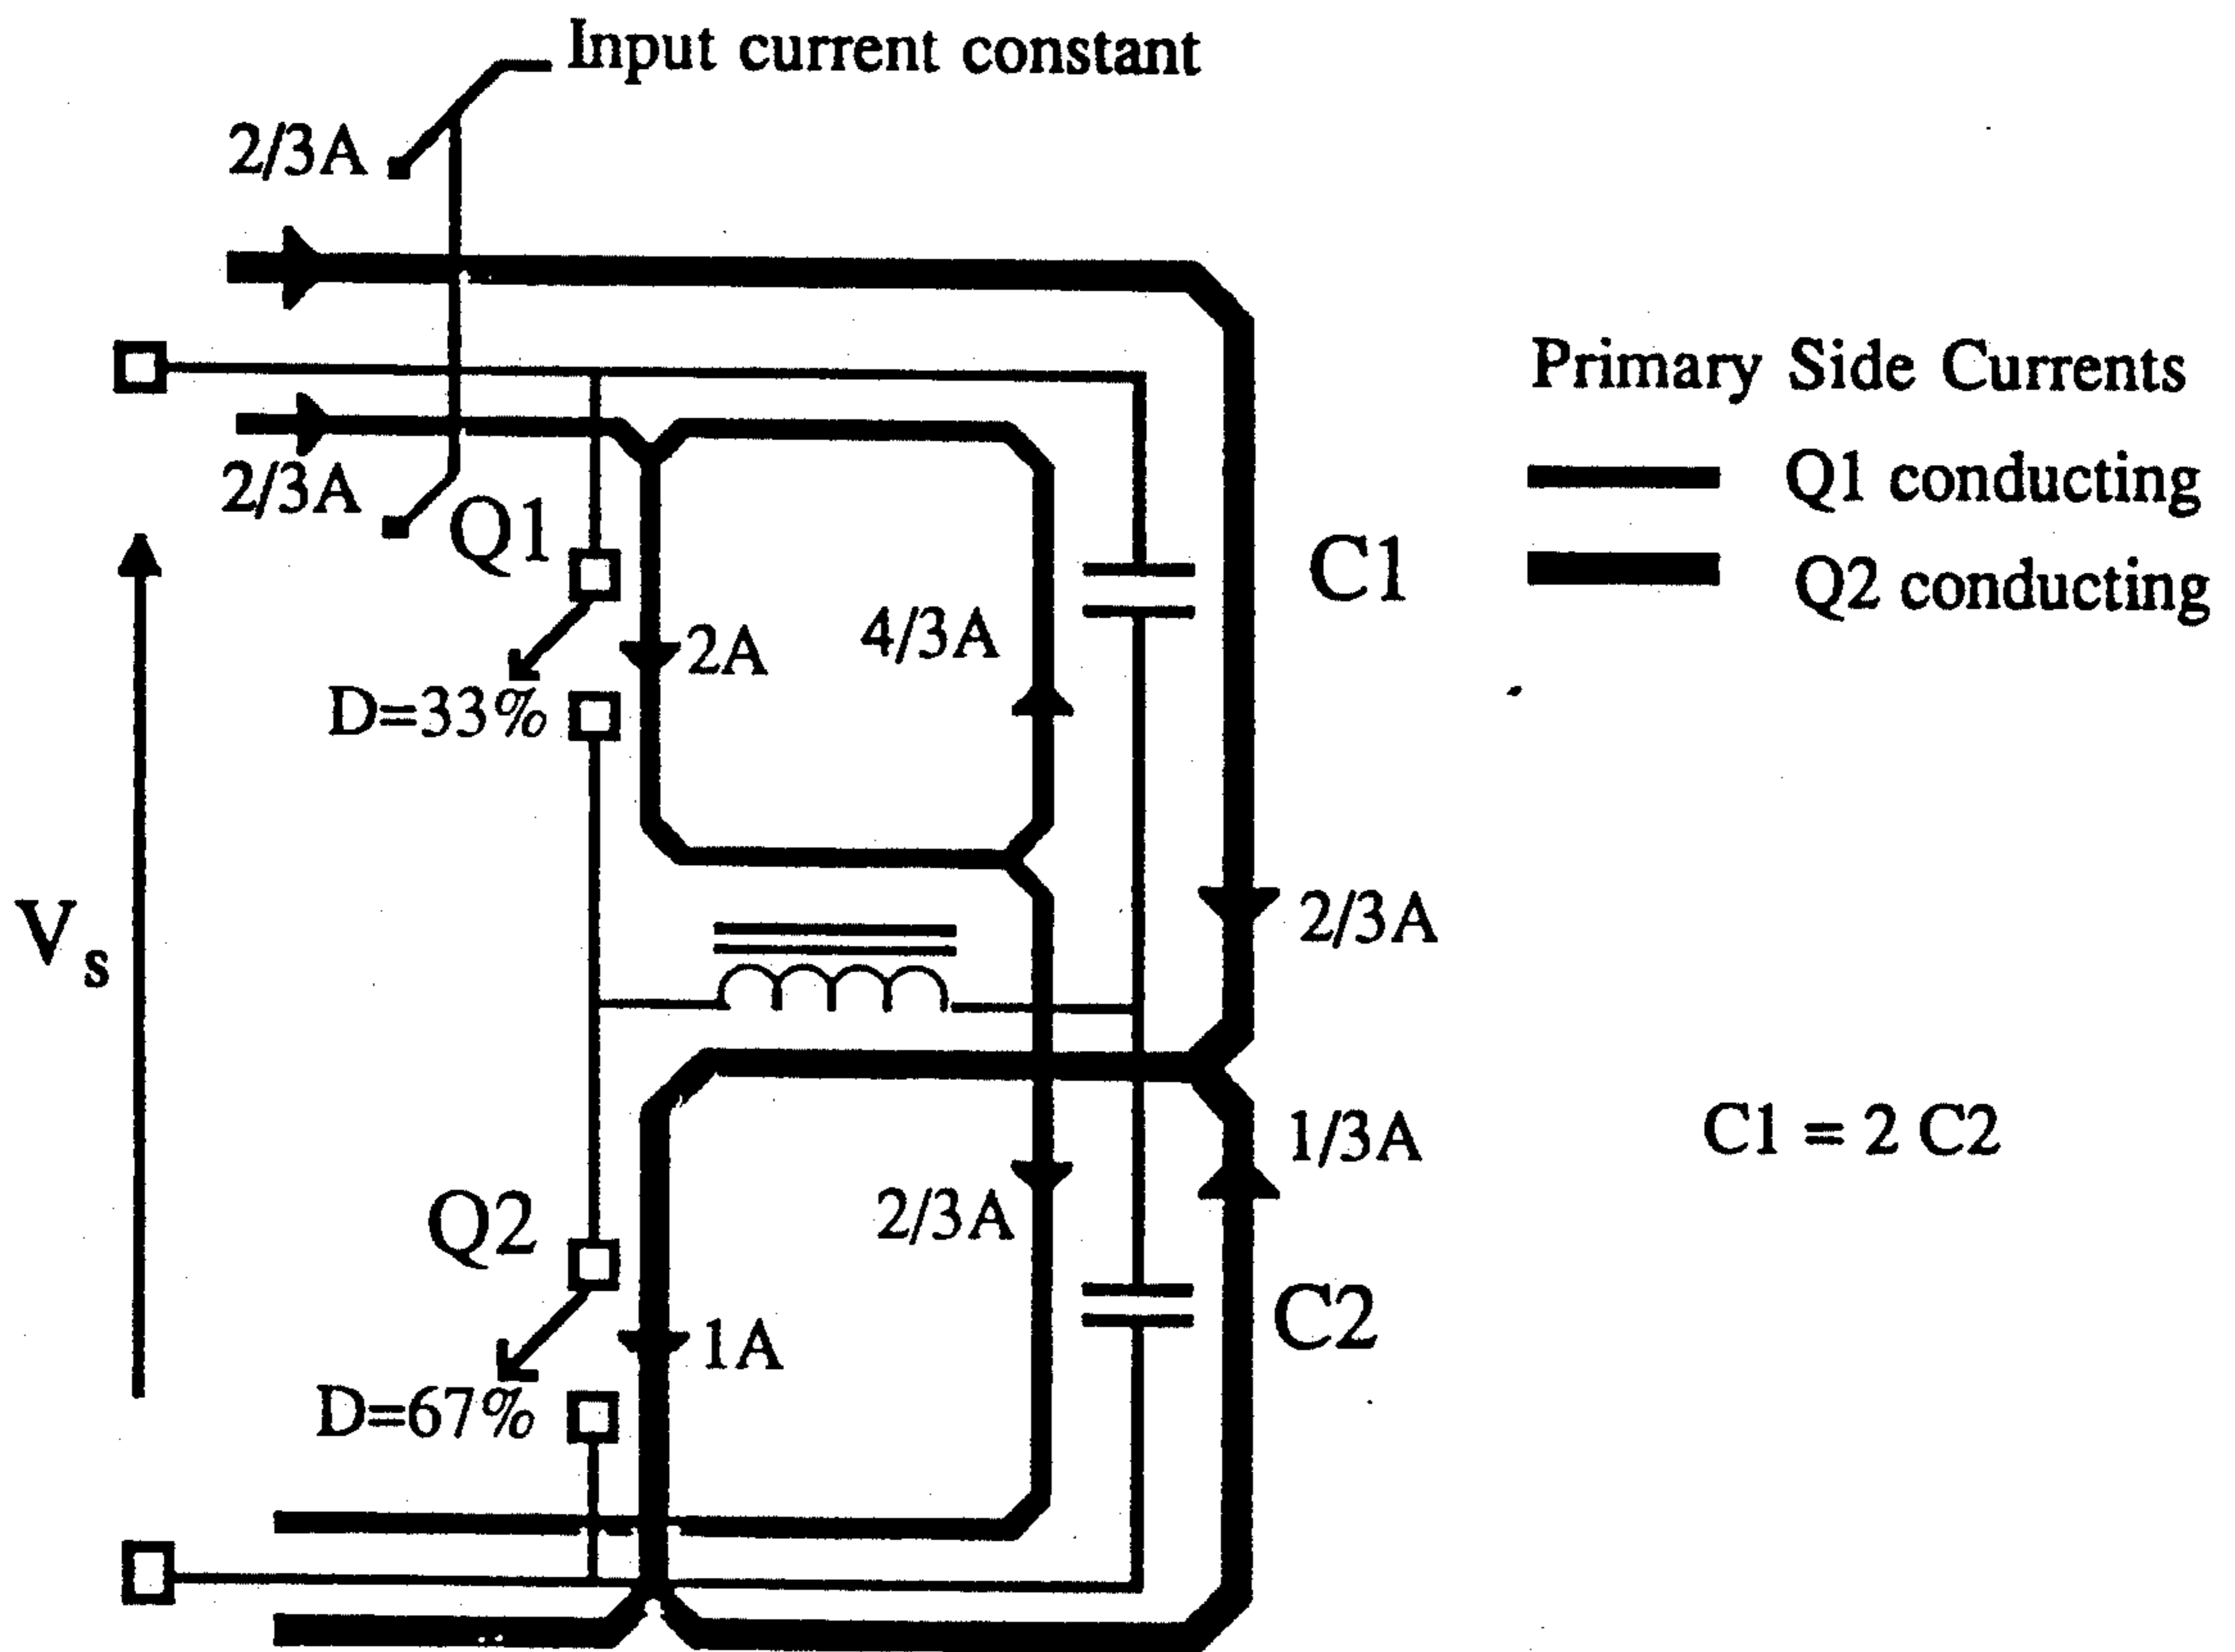 Input current constant
2/3A
2/3A
Q1
2A
4/3A
C1
Primary Side Currents
Q1 conducting
Q2 conducting
D=33%
Vs
2/3A
1/3A
C1 = 2 C2
Q2
2/3A
C2
1A
D=67%